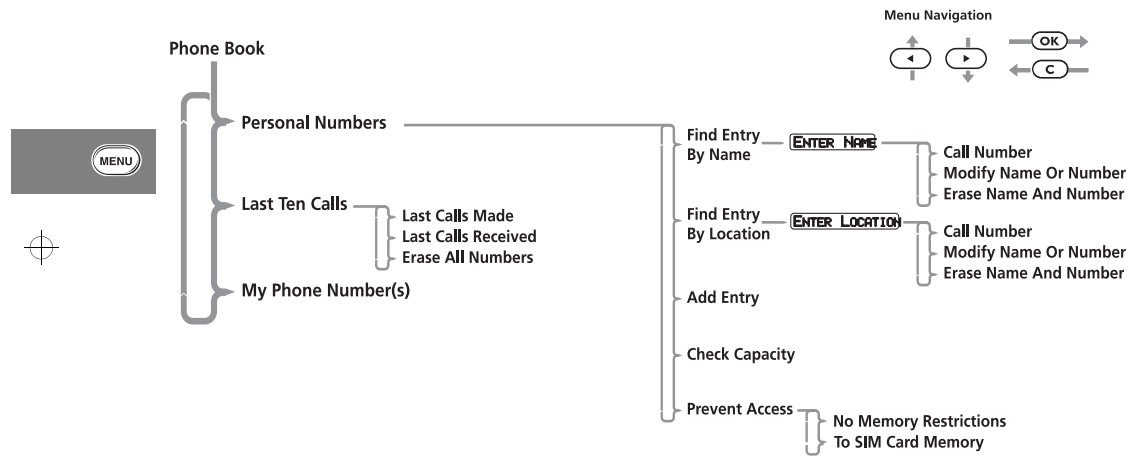 Menu Navigation
OK
C
Phone Book
MENU
Personal Numbers
Find Entry
By Name
ENTER NAME
Call Number
Modify Name Or Number
Erase Name And Number
Find Entry
By Location
ENTER LOCATION
Call Number
Modify Name Or Number
Erase Name And Number
Add Entry
Check Capacity
Prevent Access
No Memory Restrictions
To SIM Card Memory
Last Ten Calls
Last Calls Made
Last Calls Received
Erase All Numbers
My Phone Number(s)